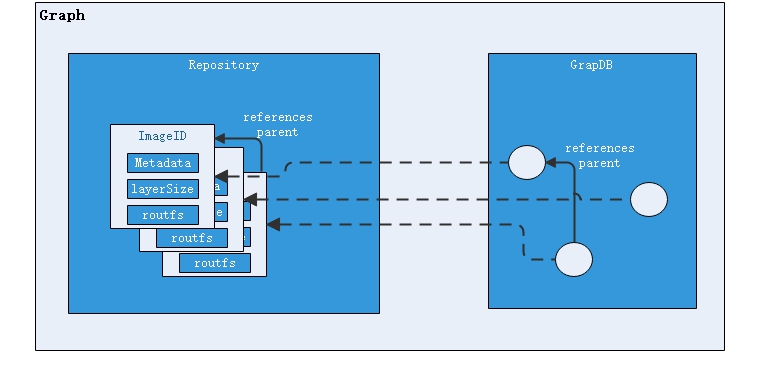 Graph
Repository
GrapDB
references
parent
ImageID
Metadata
layerSize
routfs
a
e
routfs
e
routfs
references
parent